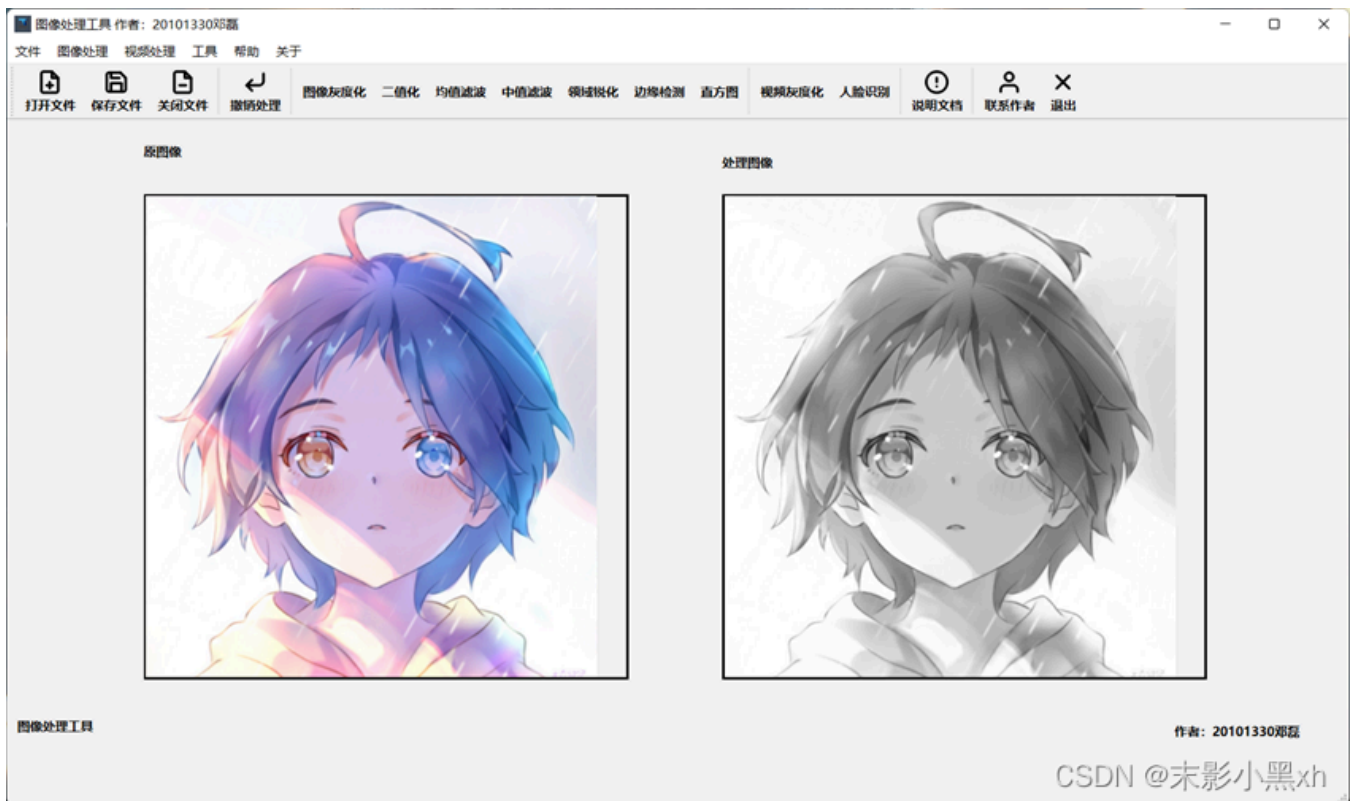 图像处理工具 作者：20101330邓磊
文件 图像处理 视频处理 工具 帮助 关于
打开文件 保存文件 关闭文件 撤销处理 图像灰度化 二值化 均值滤波 中值滤波 领域锐化 边缘检测 直方图 视频灰度化 人脸识别 说明文档 联系作者 退出
原图像
处理图像
图像处理工具
作者：20101330邓磊
CSDN @末影小黑xh